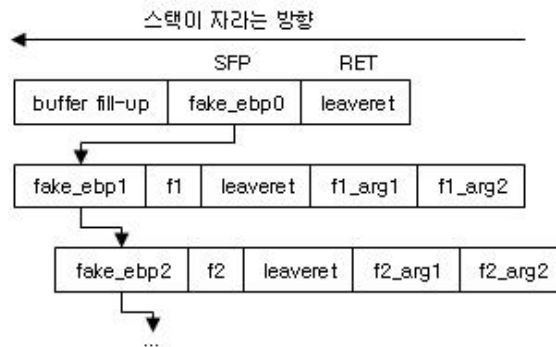 스택이 자라는 방향
SFP RET
buffer fill-up fake_ebp0 leaveret
fake_ebp1 f1 leaveret f1_arg1 f1_arg2
fake_ebp2 f2 leaveret f2_arg1 f2_arg2
...